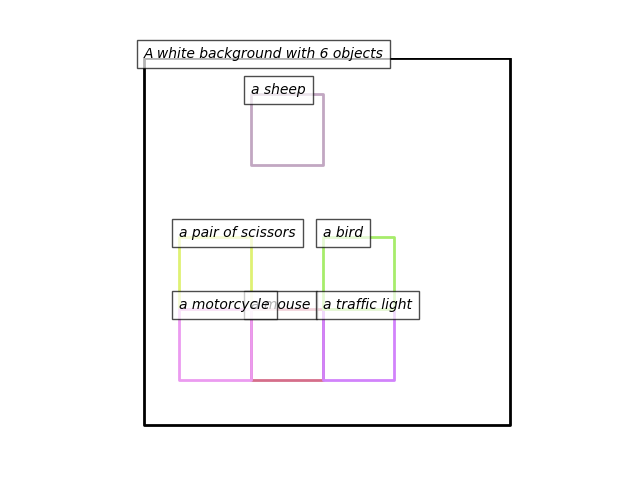 A white background with 6 objects
a sheep
a pair of scissors
a bird
a motorcycle
mouse
a traffic light